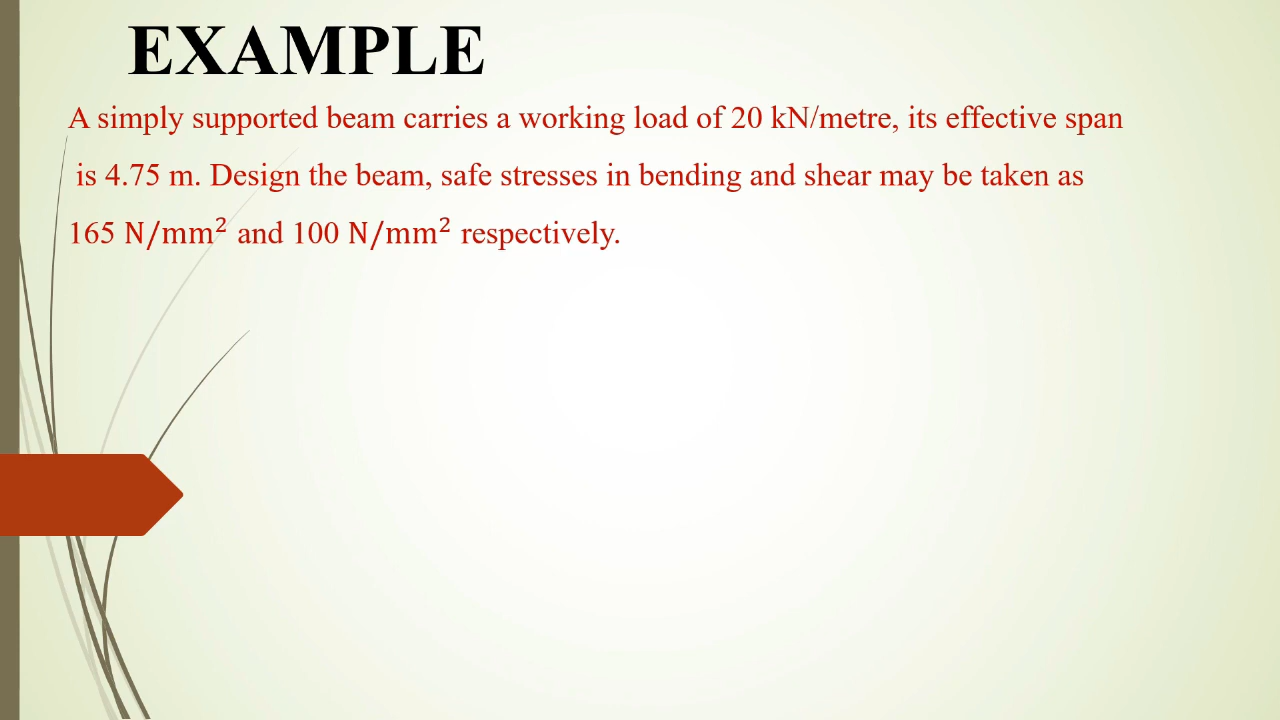 EXAMPLE
A simply supported beam carries a working load of 20 kN/metre, its effective span
is 4.75 m. Design the beam, safe stresses in bending and shear may be taken as
165 N/mm² and 100 N/mm² respectively.